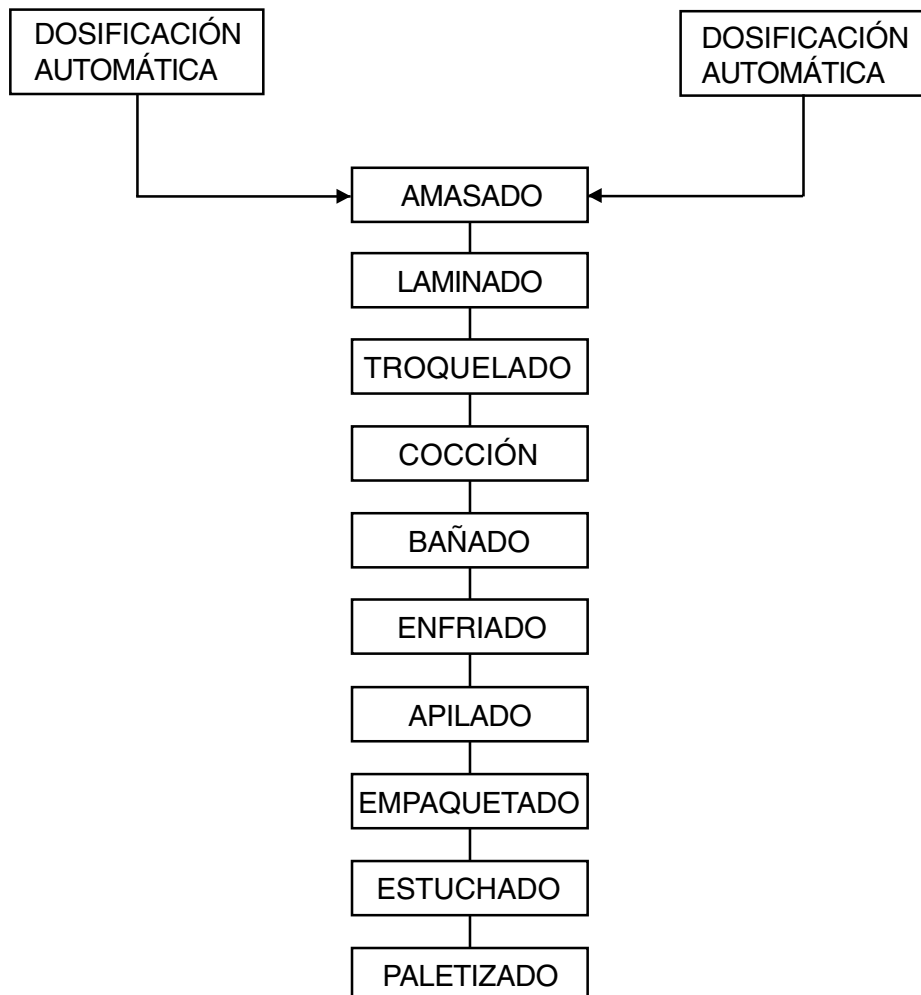 DOSIFICACIÓN
AUTOMÁTICA
DOSIFICACIÓN
AUTOMÁTICA
AMASADO
LAMINADO
TROQUELADO
COCCIÓN
BAÑADO
ENFRIADO
APILADO
EMPAQUETADO
ESTUCHADO
PALETIZADO